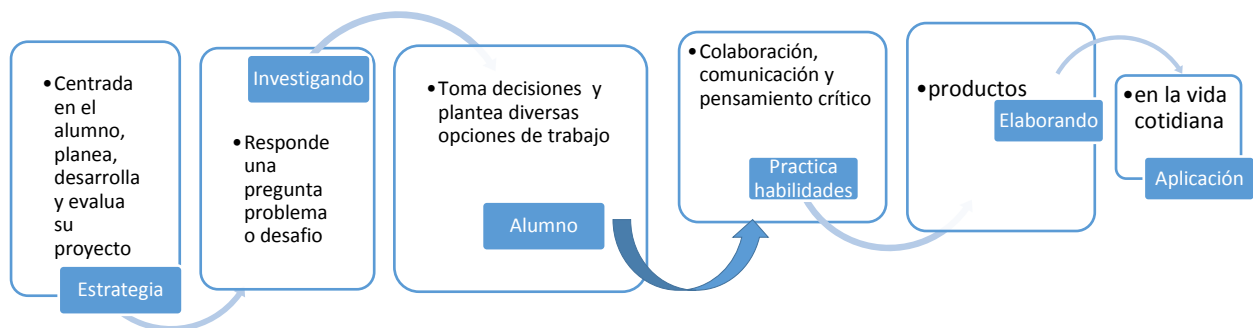 •Centrada
en el
alumno,
planea,
desarrolla
y evalua
su
proyecto
Estrategia
Investigando
•Responde
una
pregunta
problema
o desafio
•Toma decisiones y
plantea diversas
opciones de trabajo
Alumno
•Colaboración,
comunicación y
pensamiento crítico
Practica
habilidades
•productos
Elaborando
•en la vida
cotidiana
Aplicación